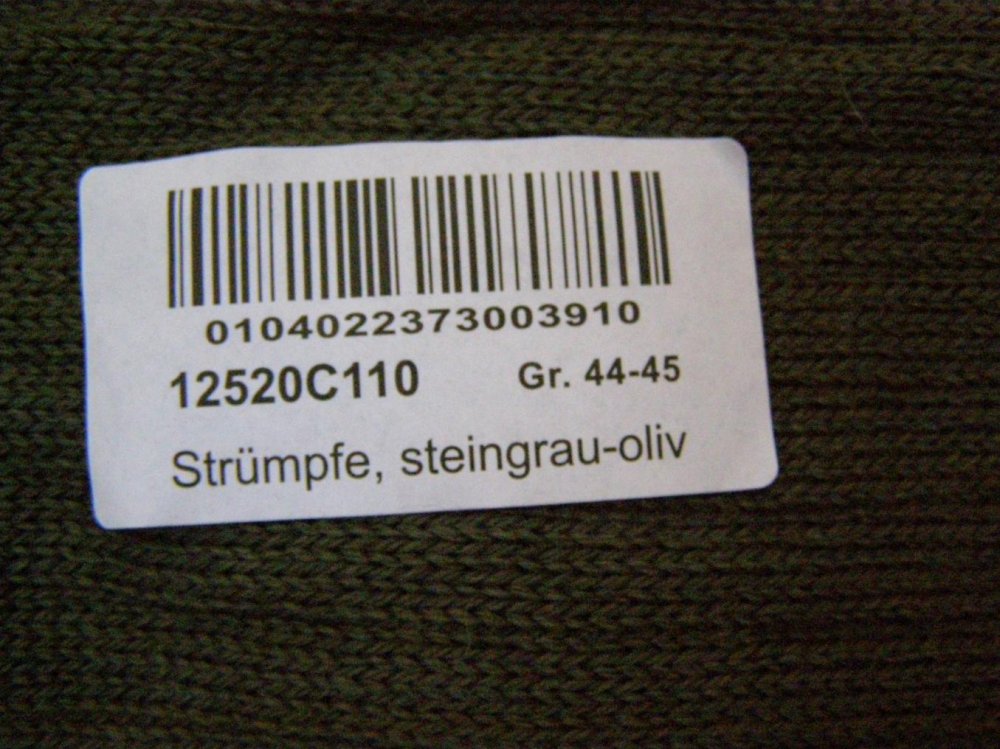 0104022373003910
12520C110 Gr. 44-45
Strümpfe, steingrau-oliv